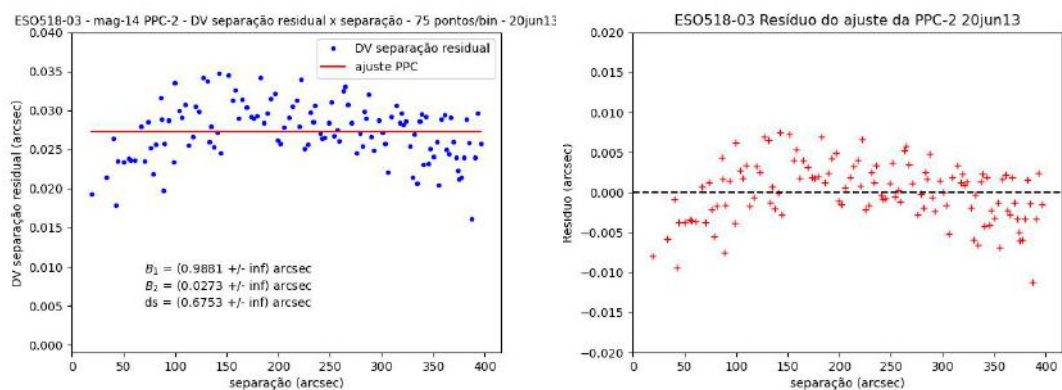 ESO518-03 - mag-14 PPC-2 - DV separação residual x separação - 75 pontos/bin - 20jun13
DV separação residual (arcsec)
0.040
0.035
0.030
0.025
0.020
0.015
0.010
0.005
0.000
DV separação residual
ajuste PPC
B₁ = (0.9881 +/- inf) arcsec
B₂ = (0.0273 +/- inf) arcsec
ds = (0.6753 +/- inf) arcsec
0 50 100 150 200 250 300 350 400
separação (arcsec)
ESO518-03 Resíduo do ajuste da PPC-2 20jun13
Resíduo (arcsec)
0.020
0.015
0.010
0.005
0.000
−0.005
−0.010
−0.015
−0.020
0 50 100 150 200 250 300 350 400
separação (arcsec)